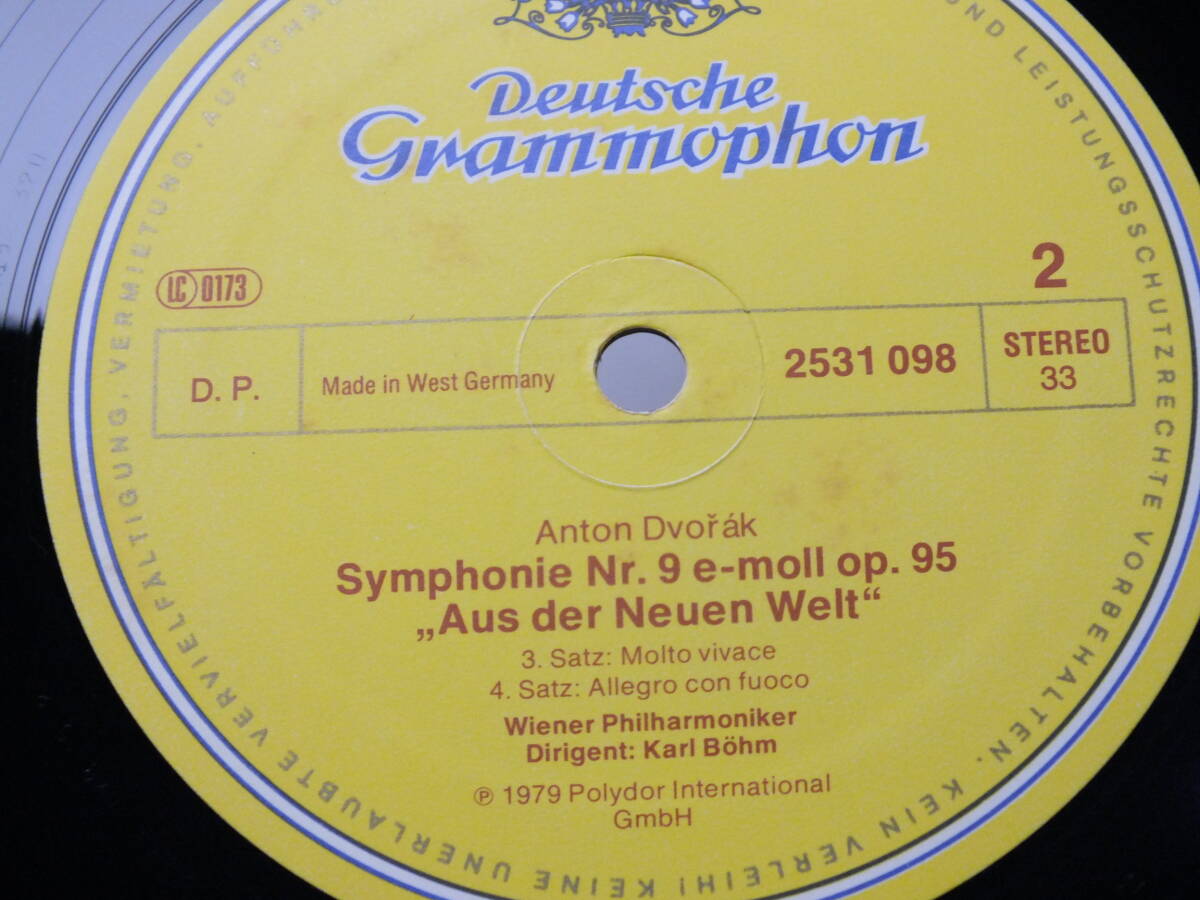 Deutsche
Grammophon
2
LC 0173
D. P.
Made in West Germany
2531 098
STEREO
33
Anton Dvořák
Symphonie Nr. 9 e-moll op. 95
„Aus der Neuen Welt“
3. Satz: Molto vivace
4. Satz: Allegro con fuoco
Wiener Philharmoniker
Dirigent: Karl Böhm
℗ 1979 Polydor International
GmbH
UND LEISTUNGSSCHUTZRECHTE VORBEHALTEN. KEIN VERLEIH! KEINE UNERLAUBTE VERVIELFÄLTIGUNG, VERMIETUNG, AUFFÜHRU